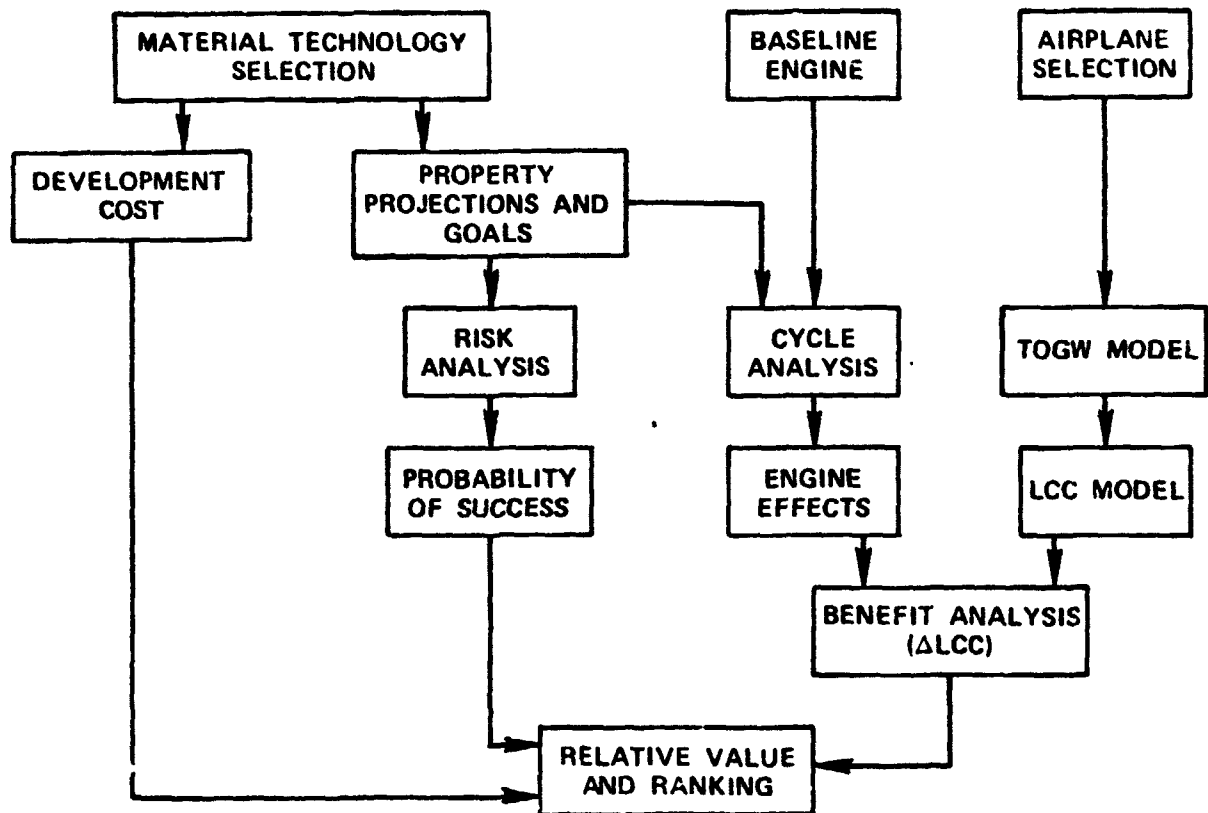 MATERIAL TECHNOLOGY
SELECTION
BASELINE
ENGINE
AIRPLANE
SELECTION
DEVELOPMENT
COST
PROPERTY
PROJECTIONS AND
GOALS
RISK
ANALYSIS
CYCLE
ANALYSIS
TOGW MODEL
PROBABILITY
OF SUCCESS
ENGINE
EFFECTS
LCC MODEL
BENEFIT ANALYSIS
(ΔLCC)
RELATIVE VALUE
AND RANKING